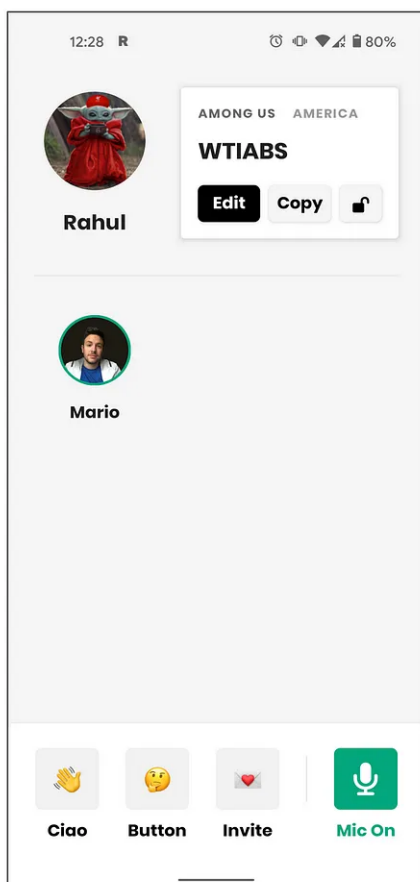 12:28 R 80%
AMONG US AMERICA
WTIABS
Edit Copy
Rahul
Mario
Ciao Button Invite Mic On